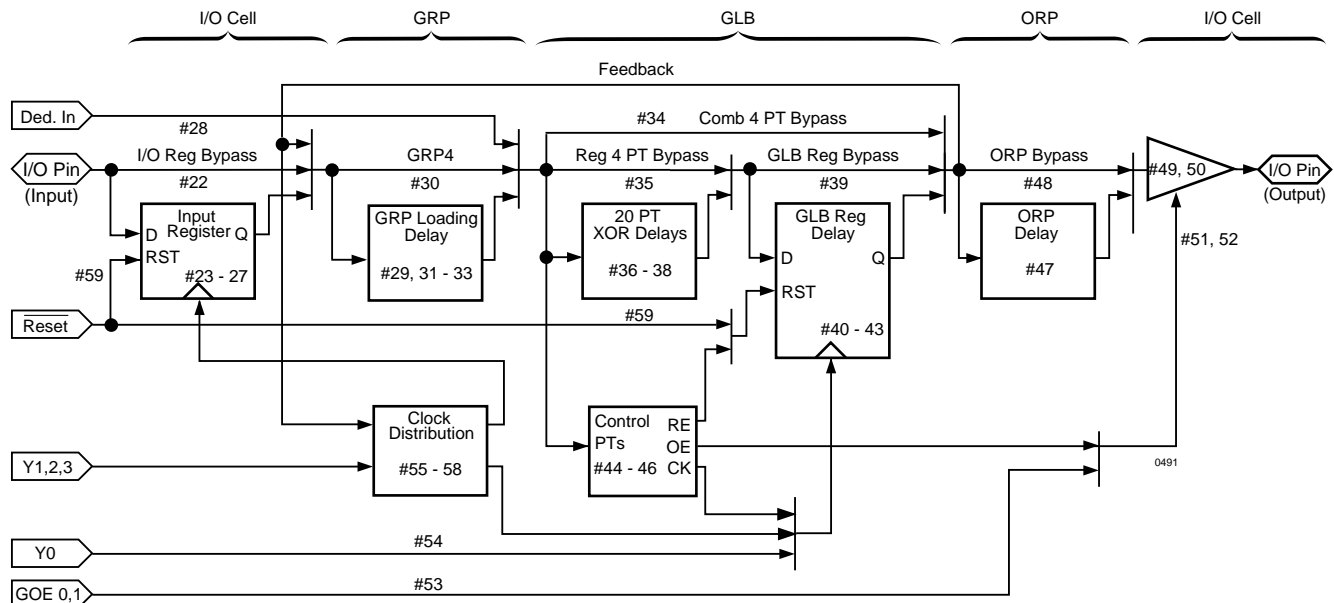 I/O Cell
GRP
GLB
ORP
I/O Cell
Feedback
Ded. In
#28
#34
Comb 4 PT Bypass
I/O Pin
(Input)
I/O Reg Bypass
#22
GRP4
#30
Reg 4 PT Bypass
#35
GLB Reg Bypass
#39
ORP Bypass
#48
#49, 50
I/O Pin
(Output)
Input
Register
D
Q
RST
#23 - 27
GRP Loading
Delay
#29, 31 - 33
20 PT
XOR Delays
#36 - 38
GLB Reg
Delay
D
Q
RST
#40 - 43
ORP
Delay
#47
#51, 52
#59
Reset
#59
Clock
Distribution
#55 - 58
Control
PTs
#44 - 46
RE
OE
CK
0491
Y1,2,3
Y0
#54
GOE 0,1
#53